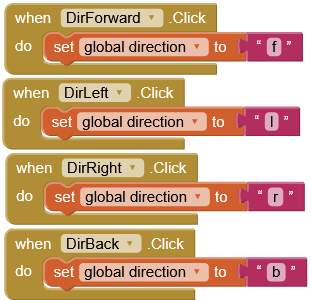 when DirForward .Click
do set global direction to “ f ”
when DirLeft .Click
do set global direction to “ l ”
when DirRight .Click
do set global direction to “ r ”
when DirBack .Click
do set global direction to “ b ”